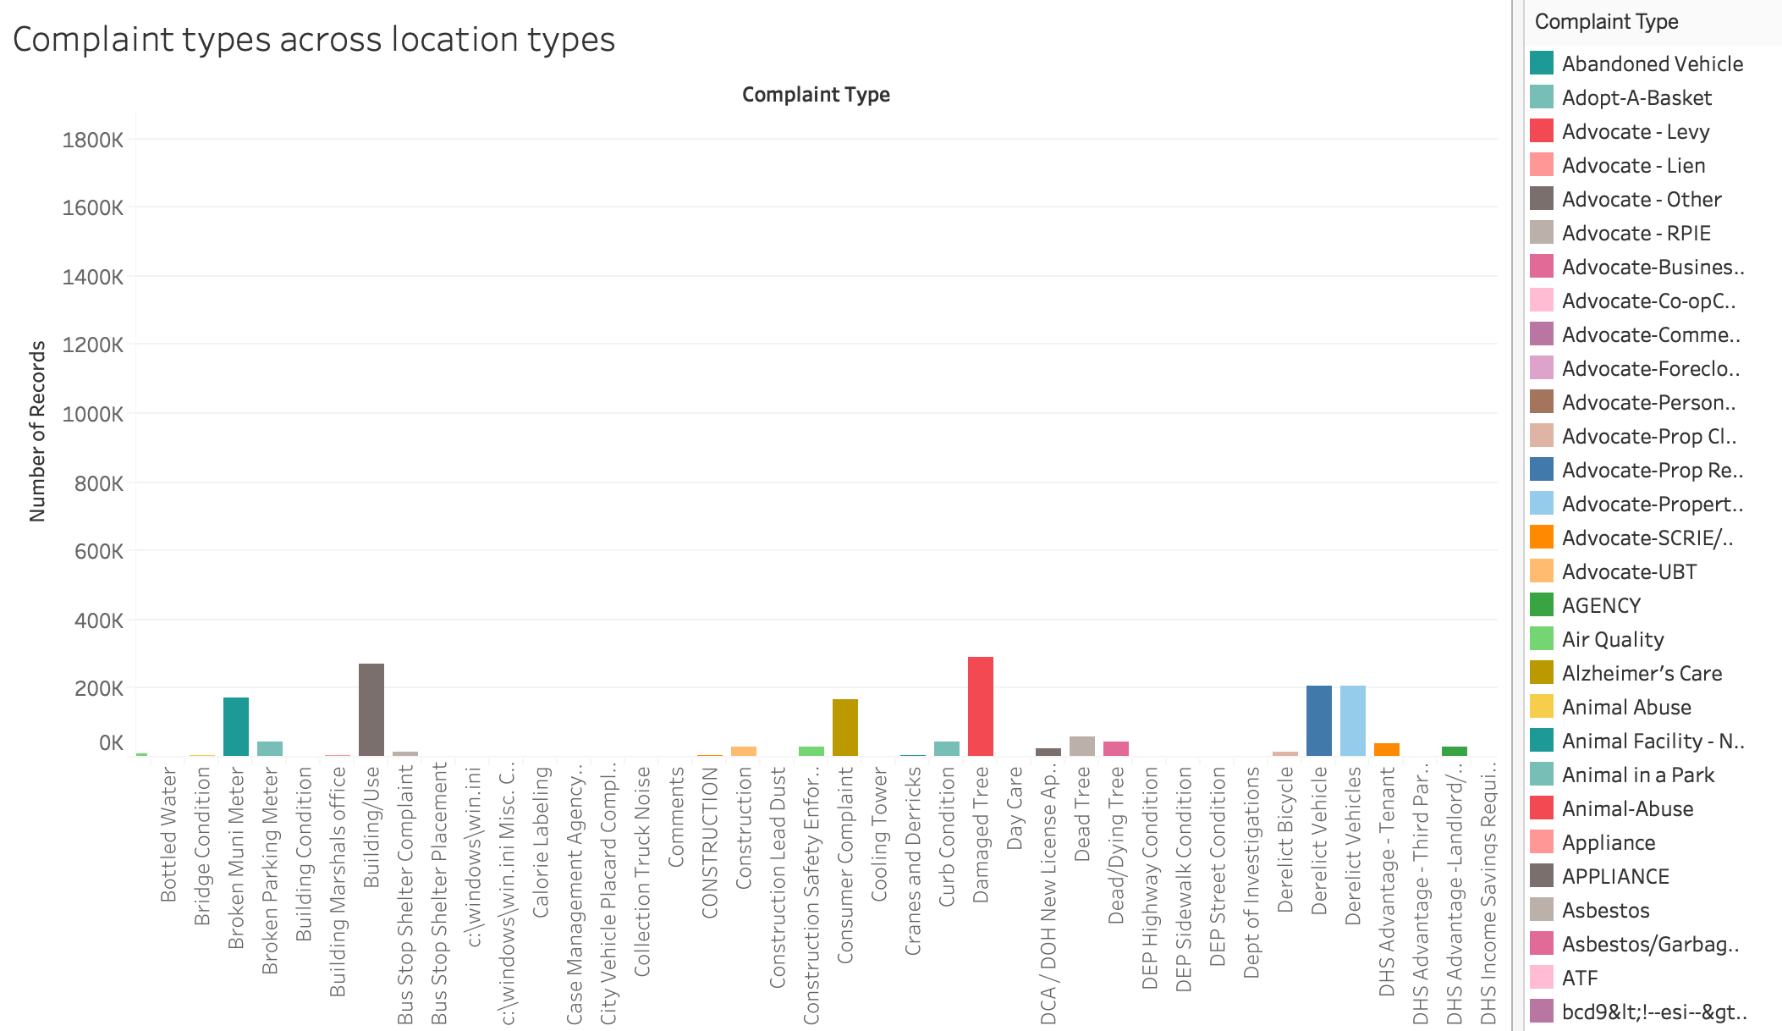 Complaint types across location types
Complaint Type
Number of Records
1800K
1600K
1400K
1200K
1000K
800K
600K
400K
200K
0K
Bottled Water
Bridge Condition
Broken Muni Meter
Broken Parking Meter
Building Condition
Building Marshals office
Building/Use
Bus Stop Shelter Complaint
Bus Stop Shelter Placement
c:\windows\win.ini
c:\windows\win.ini Misc. C..
Calorie Labeling
Case Management Agency..
City Vehicle Placard Compl..
Collection Truck Noise
Comments
CONSTRUCTION
Construction
Construction Lead Dust
Construction Safety Enfor..
Consumer Complaint
Cooling Tower
Cranes and Derricks
Curb Condition
Damaged Tree
Day Care
DCA / DOH New License Ap..
Dead Tree
Dead/Dying Tree
DEP Highway Condition
DEP Sidewalk Condition
DEP Street Condition
Dept of Investigations
Derelict Bicycle
Derelict Vehicle
Derelict Vehicles
DHS Advantage - Tenant
DHS Advantage - Third Par..
DHS Advantage -Landlord/..
DHS Income Savings Requi..
Complaint Type
Abandoned Vehicle
Adopt-A-Basket
Advocate - Levy
Advocate - Lien
Advocate - Other
Advocate - RPIE
Advocate-Busines..
Advocate-Co-opC..
Advocate-Comme..
Advocate-Foreclo..
Advocate-Person..
Advocate-Prop Cl..
Advocate-Prop Re..
Advocate-Propert..
Advocate-SCRIE/..
Advocate-UBT
AGENCY
Air Quality
Alzheimer's Care
Animal Abuse
Animal Facility - N..
Animal in a Park
Animal-Abuse
Appliance
APPLIANCE
Asbestos
Asbestos/Garbag..
ATF
bcd9&lt;!--esi--&gt..